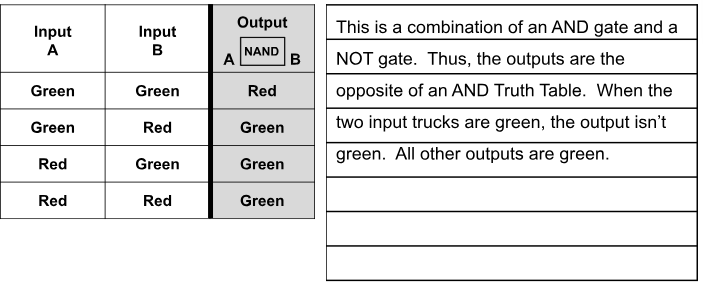 Input Input Output
A B A NAND B
Green Green Red
Green Red Green
Red Green Green
Red Red Green
This is a combination of an AND gate and a
NOT gate. Thus, the outputs are the
opposite of an AND Truth Table. When the
two input trucks are green, the output isn't
green. All other outputs are green.